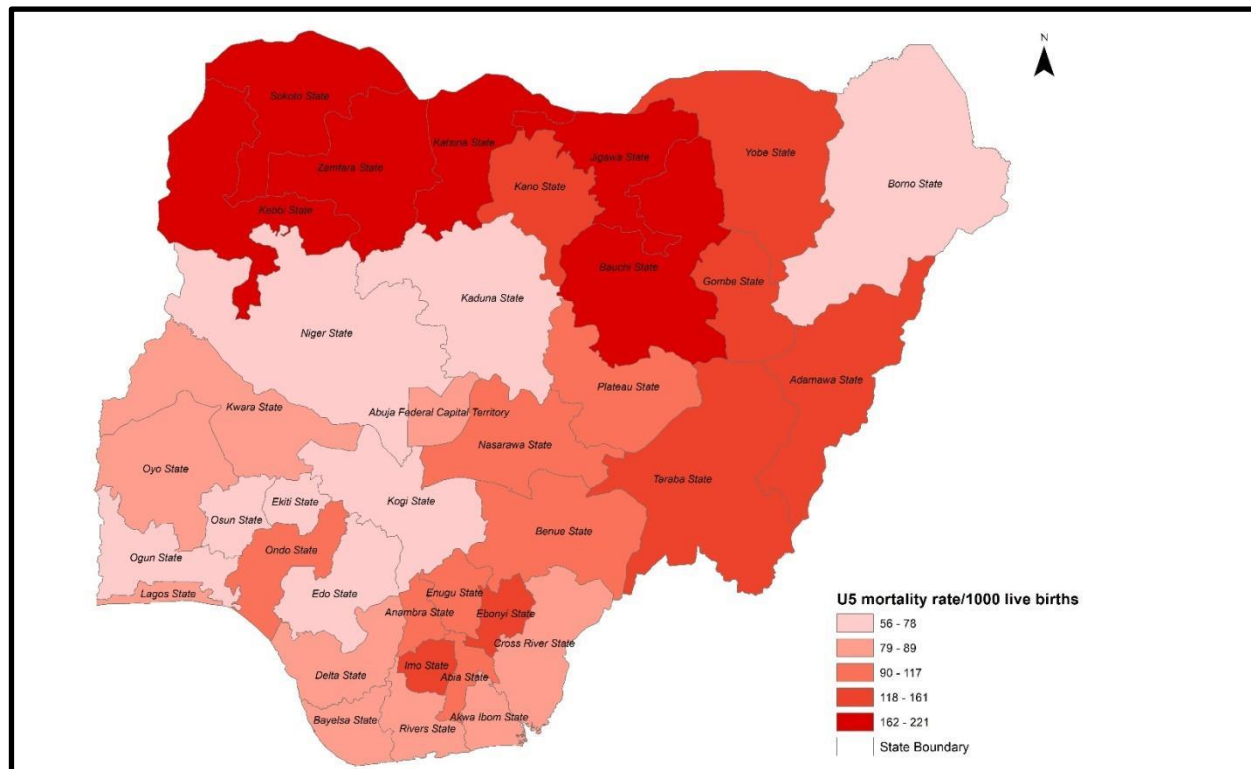 N
Sokoto State
Katsina State
Jigawa State
Yobe State
Zamfara State
Kano State
Borno State
Kebbi State
Bauchi State
Gombe State
Kaduna State
Niger State
Adamawa State
Plateau State
Kwara State
Abuja Federal Capital Territory
Nasarawa State
Oyo State
Taraba State
Ekiti State
Kogi State
Osun State
Benue State
Ondo State
Ogun State
Lagos State
Edo State
Enugu State
Anambra State
Ebonyi State
Cross River State
Imo State
Delta State
Abia State
Bayelsa State
Rivers State
Akwa Ibom State
U5 mortality rate/1000 live births
56 - 78
79 - 89
90 - 117
118 - 161
162 - 221
State Boundary